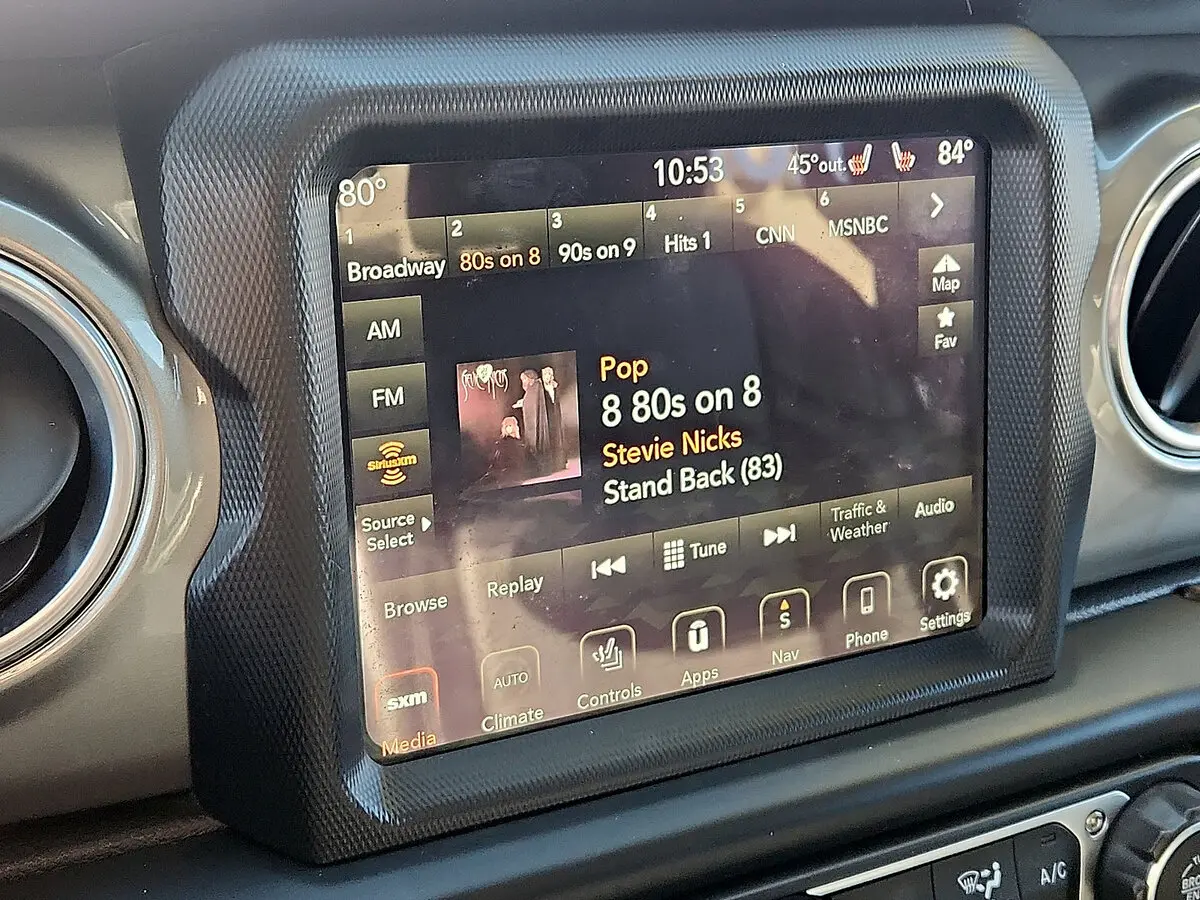 80°
10:53
45°out.
84°
1 Broadway
2 80s on 8
3 90s on 9
4 Hits 1
5 CNN
6 MSNBC
Map
Fav
AM
FM
SiriusXM
Source
Select
Pop
8 80s on 8
Stevie Nicks
Stand Back (83)
Browse
Replay
Tune
Traffic &
Weather
Audio
sxm
Media
AUTO
Climate
Controls
U
Apps
S
Nav
Phone
Settings
A/C